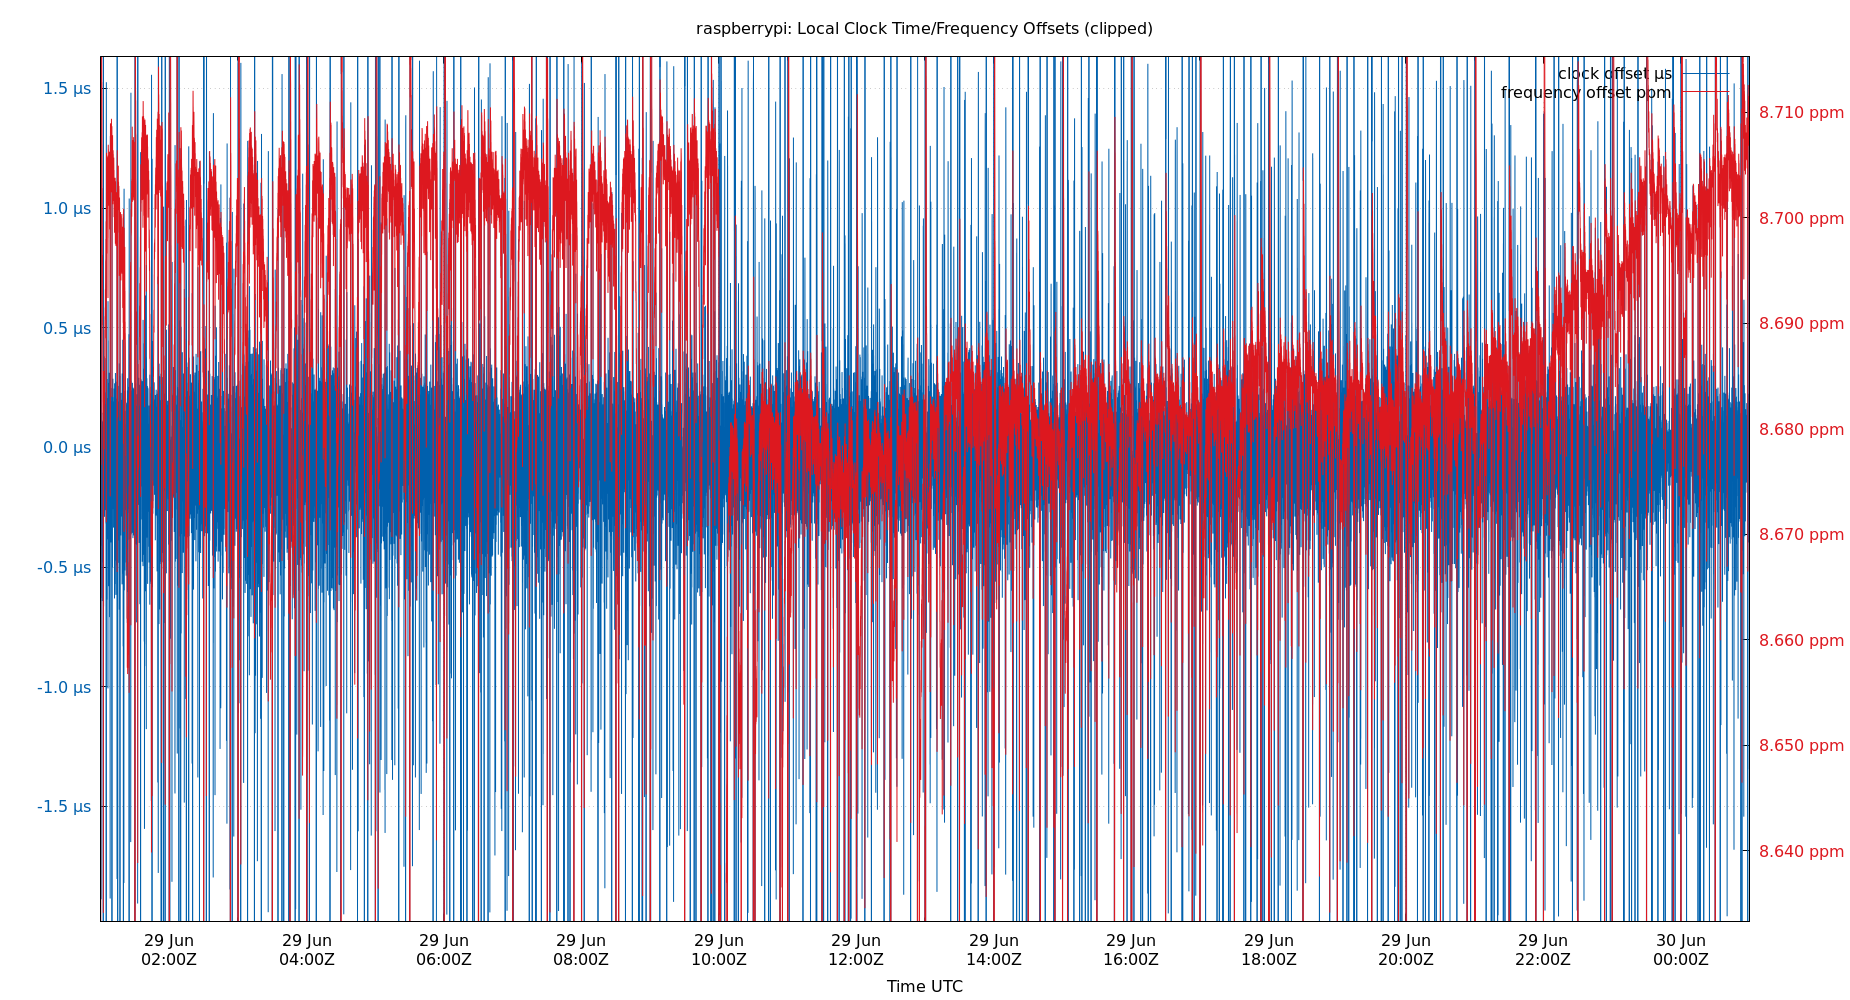 raspberrypi: Local Clock Time/Frequency Offsets (clipped)
clock offset µs
frequency offset ppm
1.5 µs
1.0 µs
0.5 µs
0.0 µs
-0.5 µs
-1.0 µs
-1.5 µs
8.710 ppm
8.700 ppm
8.690 ppm
8.680 ppm
8.670 ppm
8.660 ppm
8.650 ppm
8.640 ppm
29 Jun 29 Jun 29 Jun 29 Jun 29 Jun 29 Jun 29 Jun 29 Jun 29 Jun 29 Jun 29 Jun 30 Jun
02:00Z 04:00Z 06:00Z 08:00Z 10:00Z 12:00Z 14:00Z 16:00Z 18:00Z 20:00Z 22:00Z 00:00Z
Time UTC